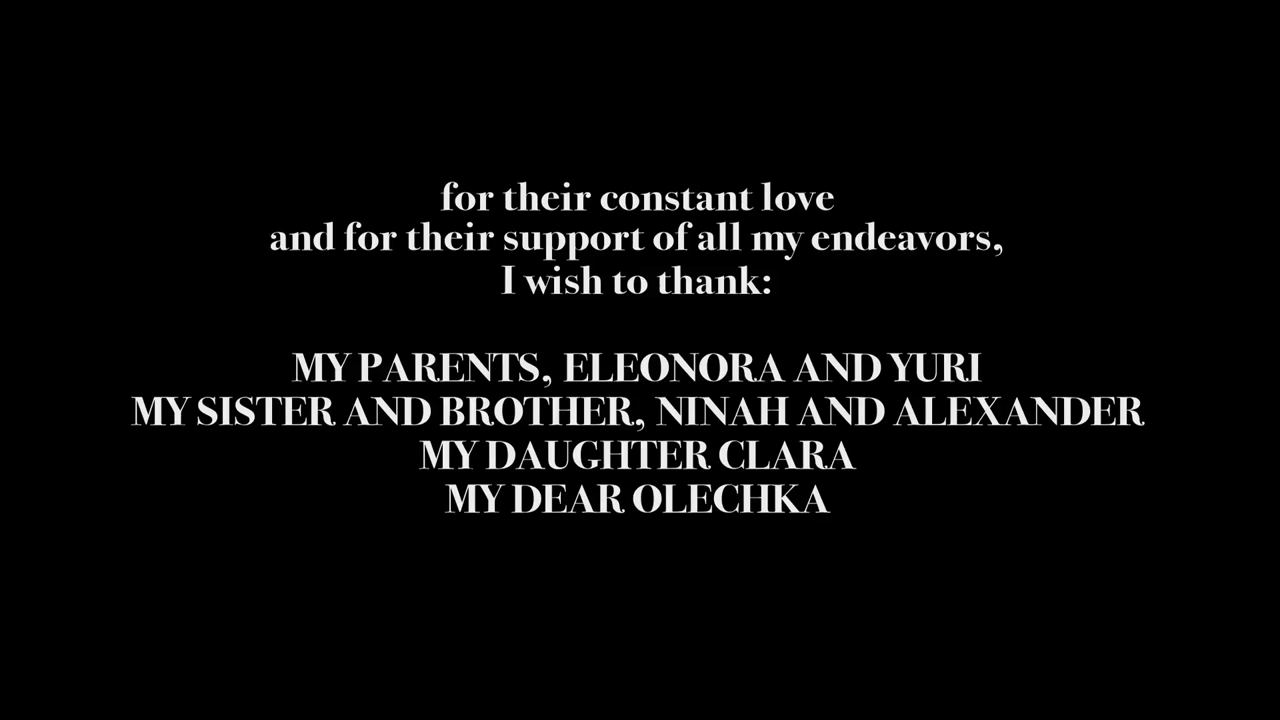 for their constant love
and for their support of all my endeavors,
I wish to thank:
MY PARENTS, ELEONORA AND YURI
MY SISTER AND BROTHER, NINAH AND ALEXANDER
MY DAUGHTER CLARA
MY DEAR OLECHKA